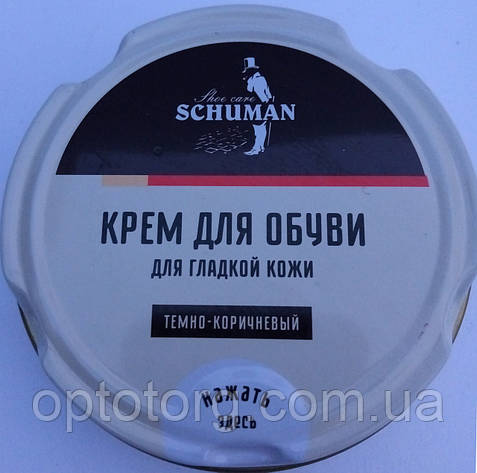 Shoe care
SCHUMAN
КРЕМ ДЛЯ ОБУВИ
ДЛЯ ГЛАДКОЙ КОЖИ
ТЕМНО-КОРИЧНЕВЫЙ
нажать
здесь
optotorg.com.ua